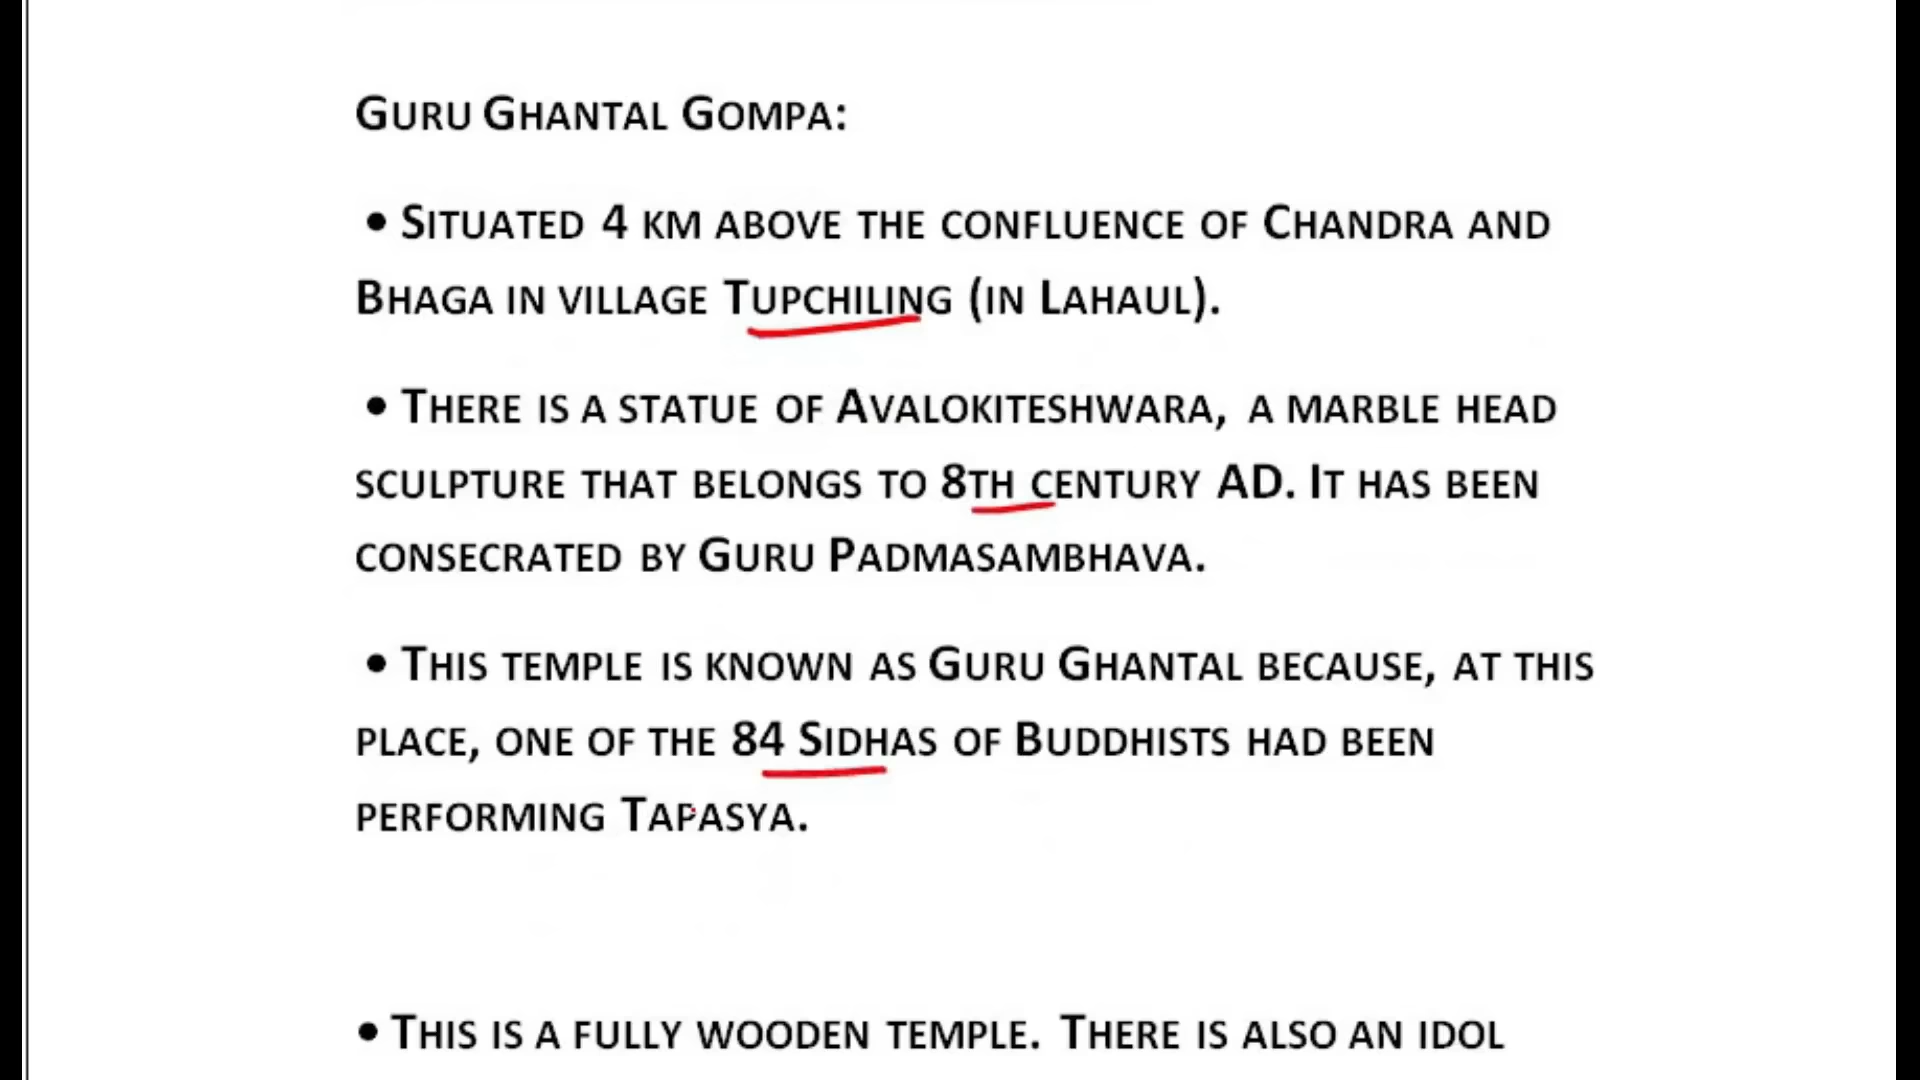 GURU GHANTAL GOMPA:
• SITUATED 4 KM ABOVE THE CONFLUENCE OF CHANDRA AND
BHAGA IN VILLAGE TUPCHILING (IN LAHAUL).
• THERE IS A STATUE OF AVALOKITESHWARA, A MARBLE HEAD
SCULPTURE THAT BELONGS TO 8TH CENTURY AD. IT HAS BEEN
CONSECRATED BY GURU PADMASAMBHAVA.
• THIS TEMPLE IS KNOWN AS GURU GHANTAL BECAUSE, AT THIS
PLACE, ONE OF THE 84 SIDHAS OF BUDDHISTS HAD BEEN
PERFORMING TAPASYA.
• THIS IS A FULLY WOODEN TEMPLE. THERE IS ALSO AN IDOL